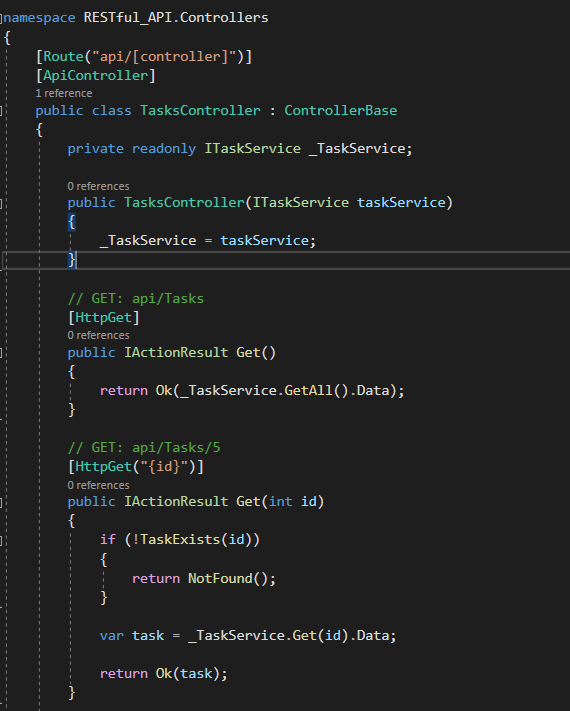 namespace RESTful_API.Controllers
{
[Route("api/[controller]")]
[ApiController]
1 reference
public class TasksController : ControllerBase
{
private readonly ITaskService _TaskService;
0 references
public TasksController(ITaskService taskService)
{
_TaskService = taskService;
}
// GET: api/Tasks
[HttpGet]
0 references
public IActionResult Get()
{
return Ok(_TaskService.GetAll().Data);
}
// GET: api/Tasks/5
[HttpGet("{id}")]
0 references
public IActionResult Get(int id)
{
if (!TaskExists(id))
{
return NotFound();
}
var task = _TaskService.Get(id).Data;
return Ok(task);
}